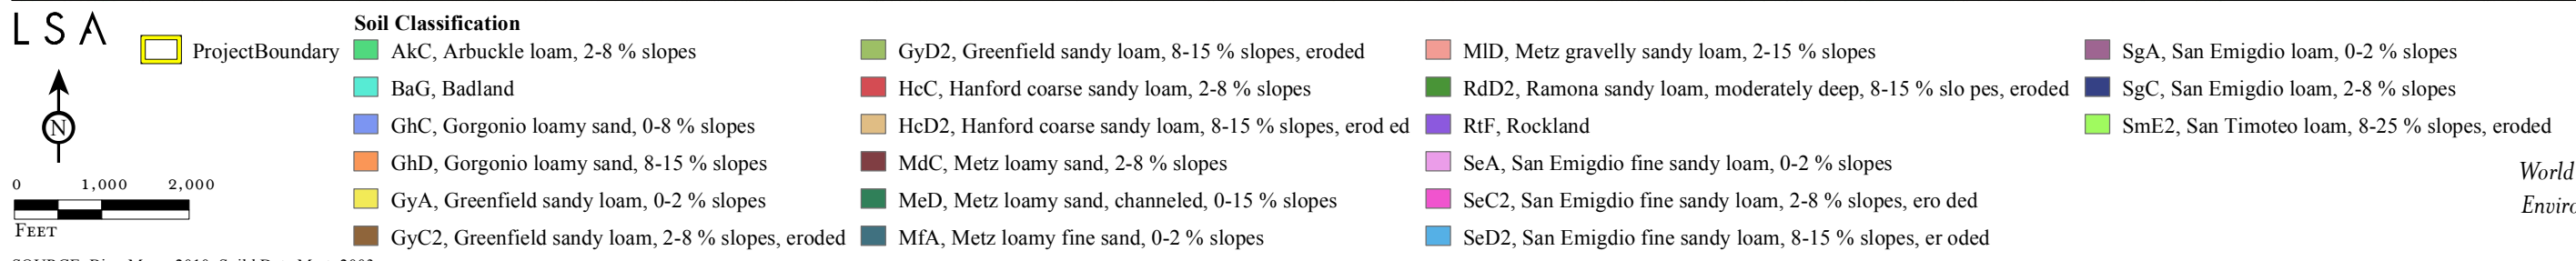 LSA
ProjectBoundary
N
0 1,000 2,000
FEET
Soil Classification
AkC, Arbuckle loam, 2-8 % slopes
BaG, Badland
GhC, Gorgonio loamy sand, 0-8 % slopes
GhD, Gorgonio loamy sand, 8-15 % slopes
GyA, Greenfield sandy loam, 0-2 % slopes
GyC2, Greenfield sandy loam, 2-8 % slopes, eroded
GyD2, Greenfield sandy loam, 8-15 % slopes, eroded
HcC, Hanford coarse sandy loam, 2-8 % slopes
HcD2, Hanford coarse sandy loam, 8-15 % slopes, erod ed
MdC, Metz loamy sand, 2-8 % slopes
MeD, Metz loamy sand, channeled, 0-15 % slopes
MfA, Metz loamy fine sand, 0-2 % slopes
MlD, Metz gravelly sandy loam, 2-15 % slopes
RdD2, Ramona sandy loam, moderately deep, 8-15 % slo pes, eroded
RtF, Rockland
SeA, San Emigdio fine sandy loam, 0-2 % slopes
SeC2, San Emigdio fine sandy loam, 2-8 % slopes, ero ded
SeD2, San Emigdio fine sandy loam, 8-15 % slopes, er oded
SgA, San Emigdio loam, 0-2 % slopes
SgC, San Emigdio loam, 2-8 % slopes
SmE2, San Timoteo loam, 8-25 % slopes, eroded
World
Enviro